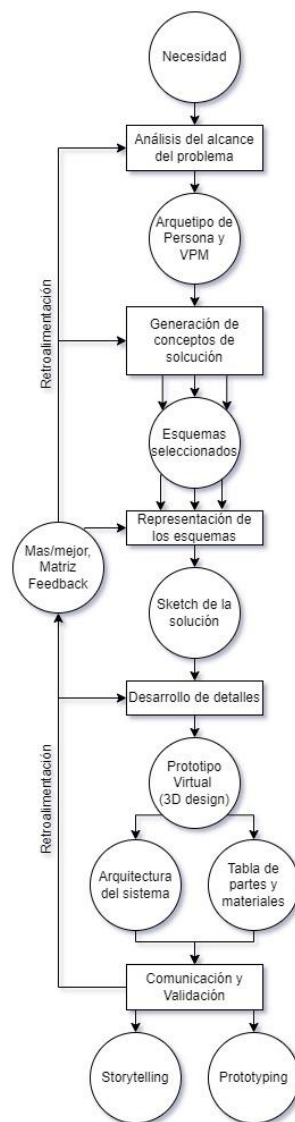 Necesidad
Análisis del alcance
del problema
Arquetipo de
Persona y
VPM
Retroalimentación
Generación de
conceptos de
solcución
Esquemas
seleccionados
Mas/mejor,
Matriz
Feedback
Representación de
los esquemas
Sketch de la
solución
Desarrollo de detalles
Retroalimentación
Prototipo
Virtual
(3D design)
Arquitectura
del sistema
Tabla de
partes y
materiales
Comunicación y
Validación
Storytelling
Prototyping